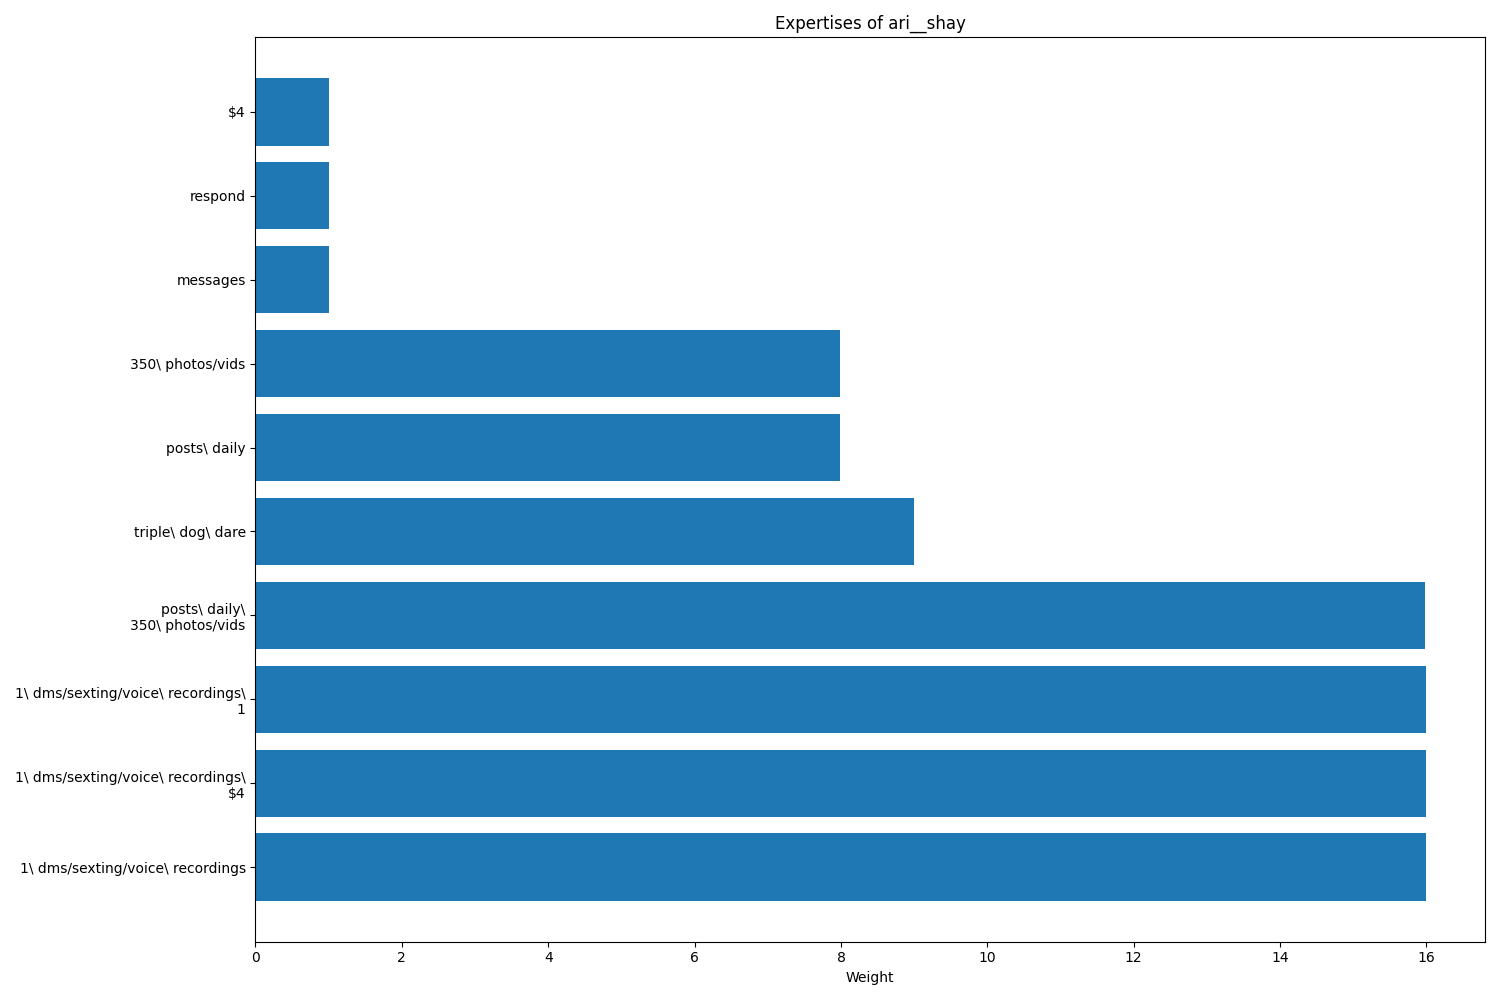 Expertises of ari__shay
$4
respond
messages
350\ photos/vids
posts\ daily
triple\ dog\ dare
posts\ daily\
350\ photos/vids
1\ dms/sexting/voice\ recordings\
1
1\ dms/sexting/voice\ recordings\
$4
1\ dms/sexting/voice\ recordings
0 2 4 6 8 10 12 14 16
Weight